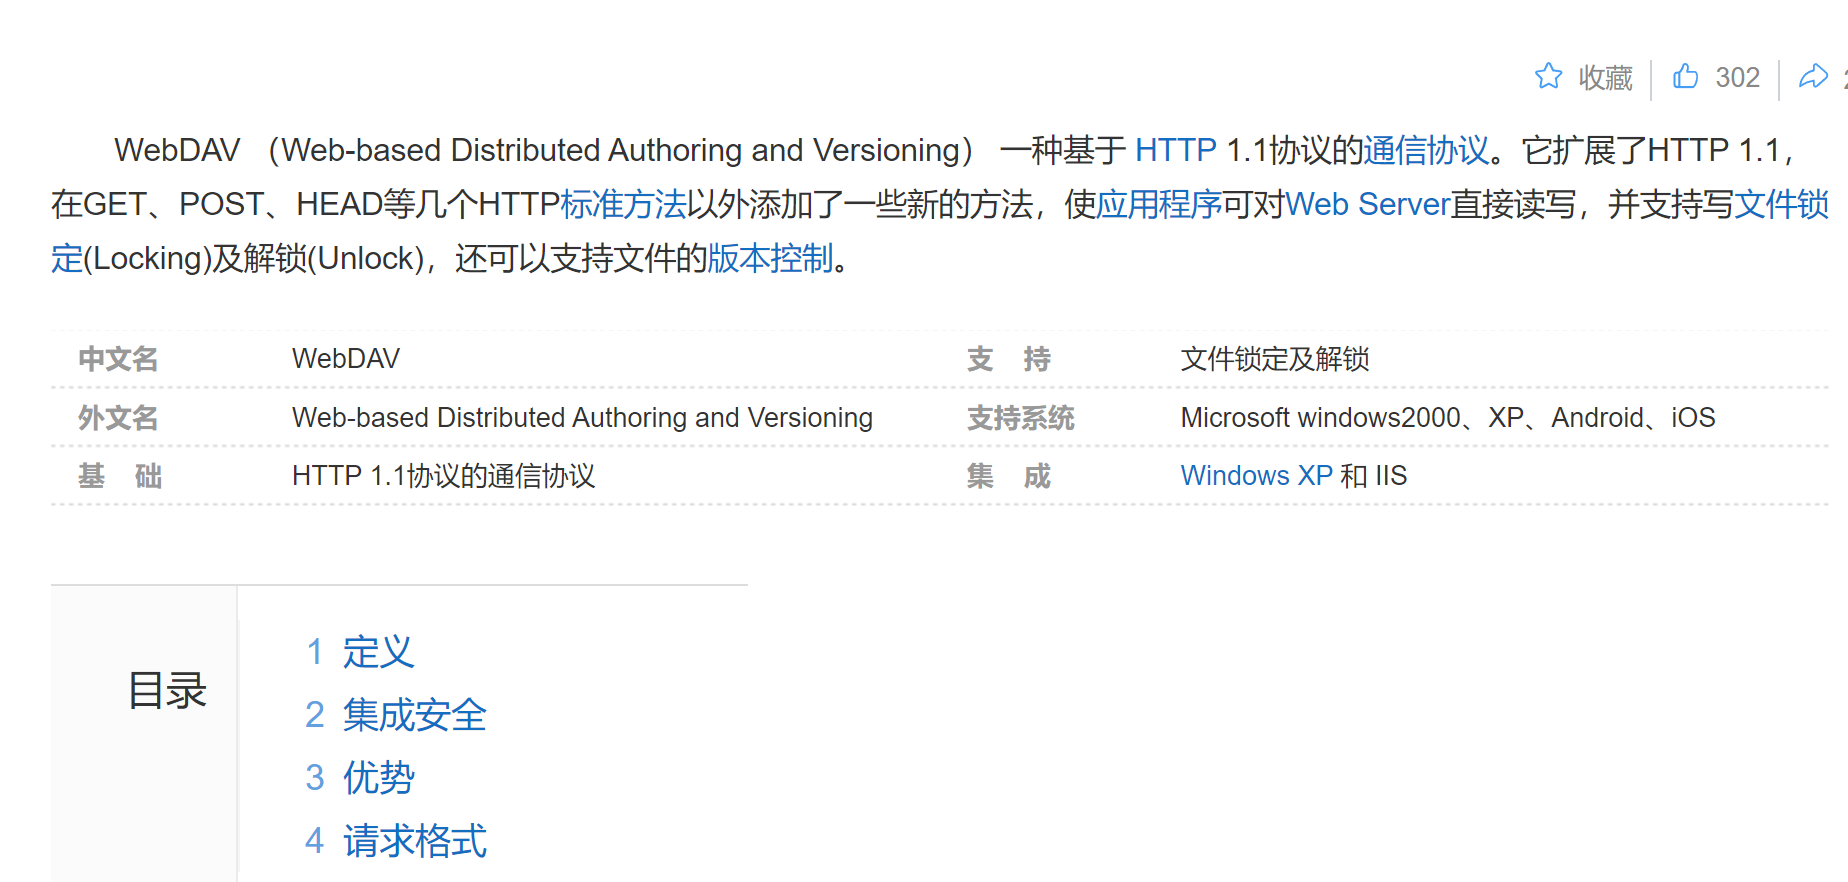 收藏 302
WebDAV （Web-based Distributed Authoring and Versioning） 一种基于 HTTP 1.1协议的通信协议。它扩展了HTTP 1.1，
在GET、POST、HEAD等几个HTTP标准方法以外添加了一些新的方法，使应用程序可对Web Server直接读写，并支持写文件锁
定(Locking)及解锁(Unlock)，还可以支持文件的版本控制。
中文名 WebDAV 支 持 文件锁定及解锁
外文名 Web-based Distributed Authoring and Versioning 支持系统 Microsoft windows2000、XP、Android、iOS
基 础 HTTP 1.1协议的通信协议 集 成 Windows XP 和 IIS
目录
1 定义
2 集成安全
3 优势
4 请求格式